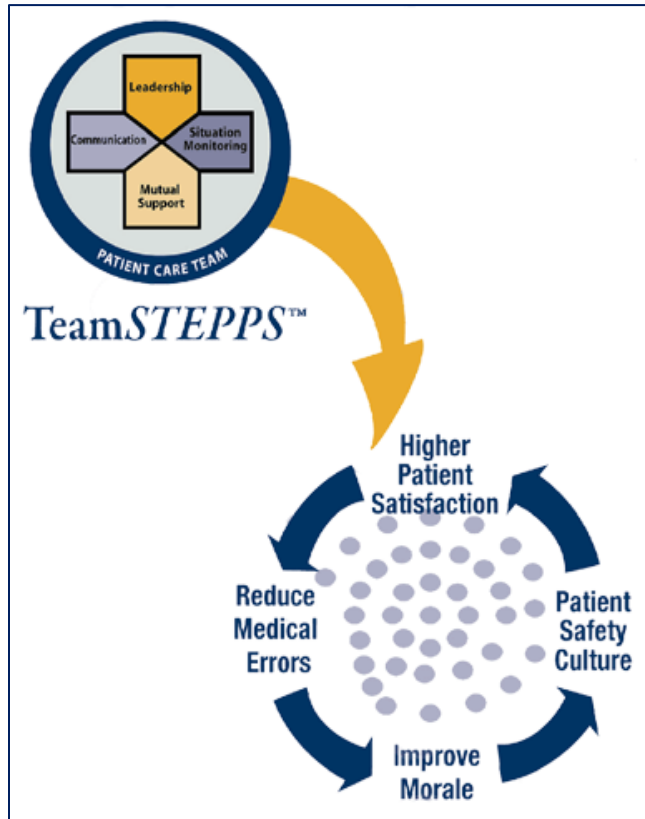 Leadership
Communication
Situation
Monitoring
Mutual
Support
PATIENT CARE TEAM
TeamSTEPPS™
Higher
Patient
Satisfaction
Reduce
Medical
Errors
Patient
Safety
Culture
Improve
Morale